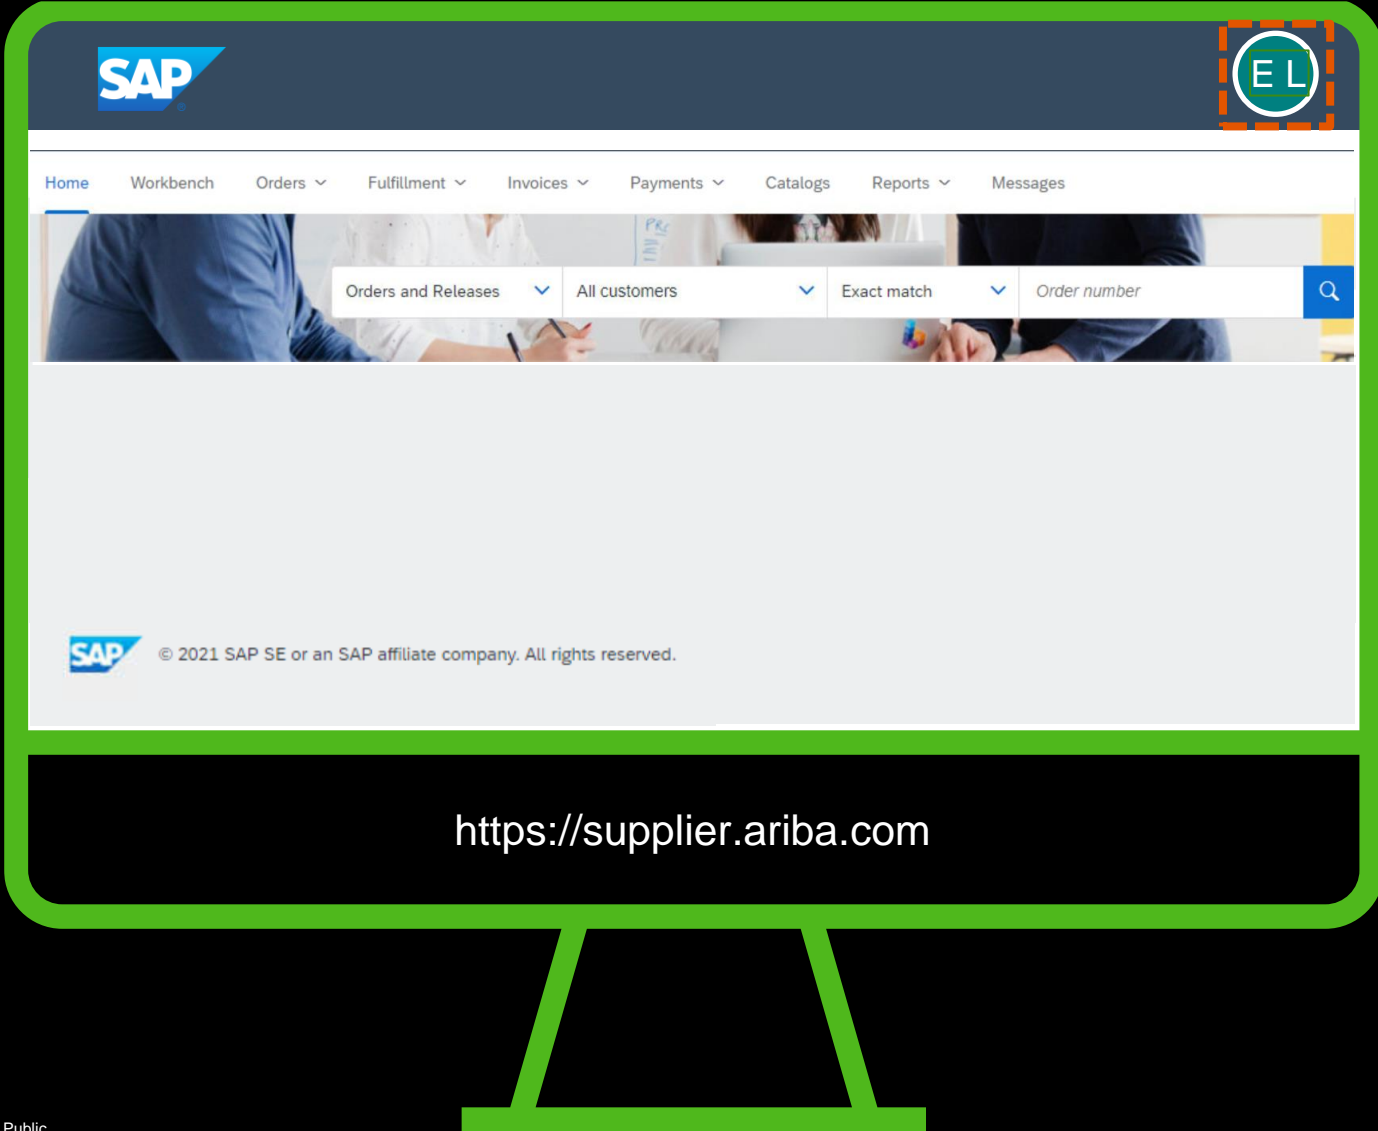 SAP
®
E L
Home Workbench Orders Fulfillment Invoices Payments Catalogs Reports Messages
PRC
Orders and Releases All customers Exact match Order number
SAP © 2021 SAP SE or an SAP affiliate company. All rights reserved.
https://supplier.ariba.com
Public